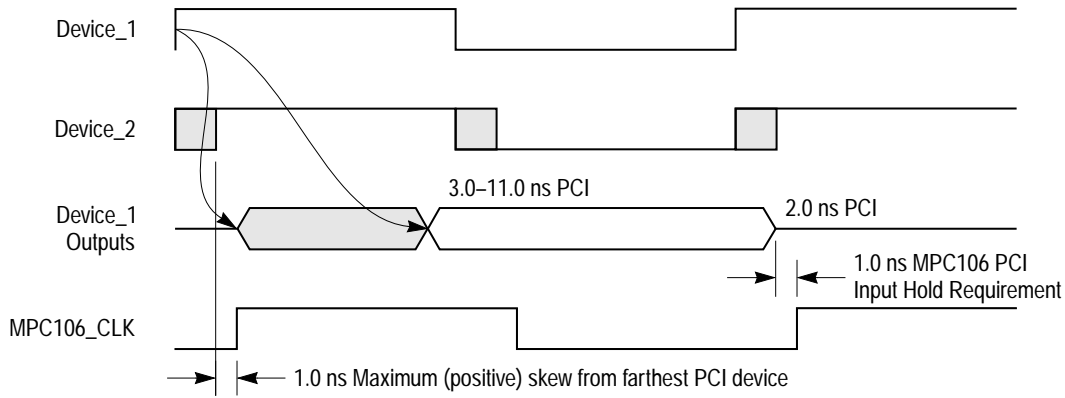 Device_1
Device_2
3.0–11.0 ns PCI
Device_1
Outputs
2.0 ns PCI
1.0 ns MPC106 PCI
Input Hold Requirement
MPC106_CLK
1.0 ns Maximum (positive) skew from farthest PCI device